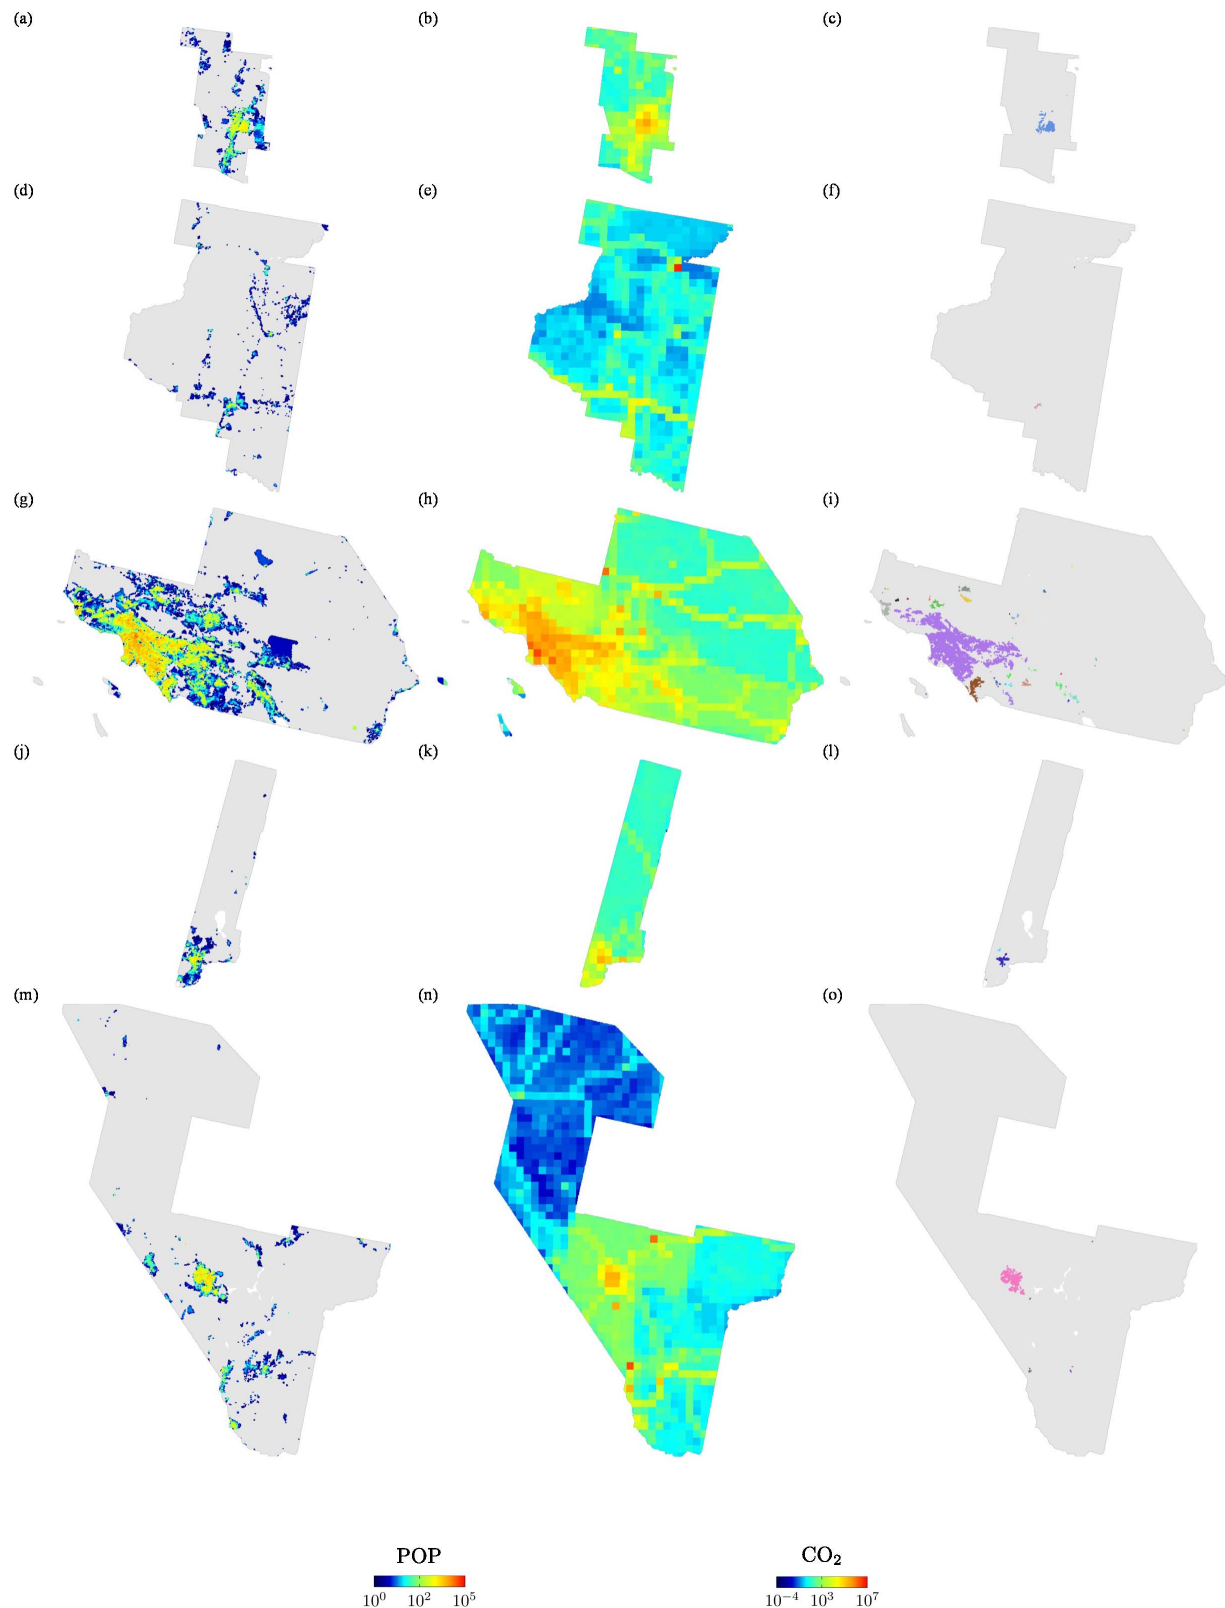 (a) (b) (c)
(d) (e) (f)
(g) (h) (i)
(j) (k) (l)
(m) (n) (o)
POP CO₂
10⁰ 10² 10⁵ 10⁻⁴ 10³ 10⁷